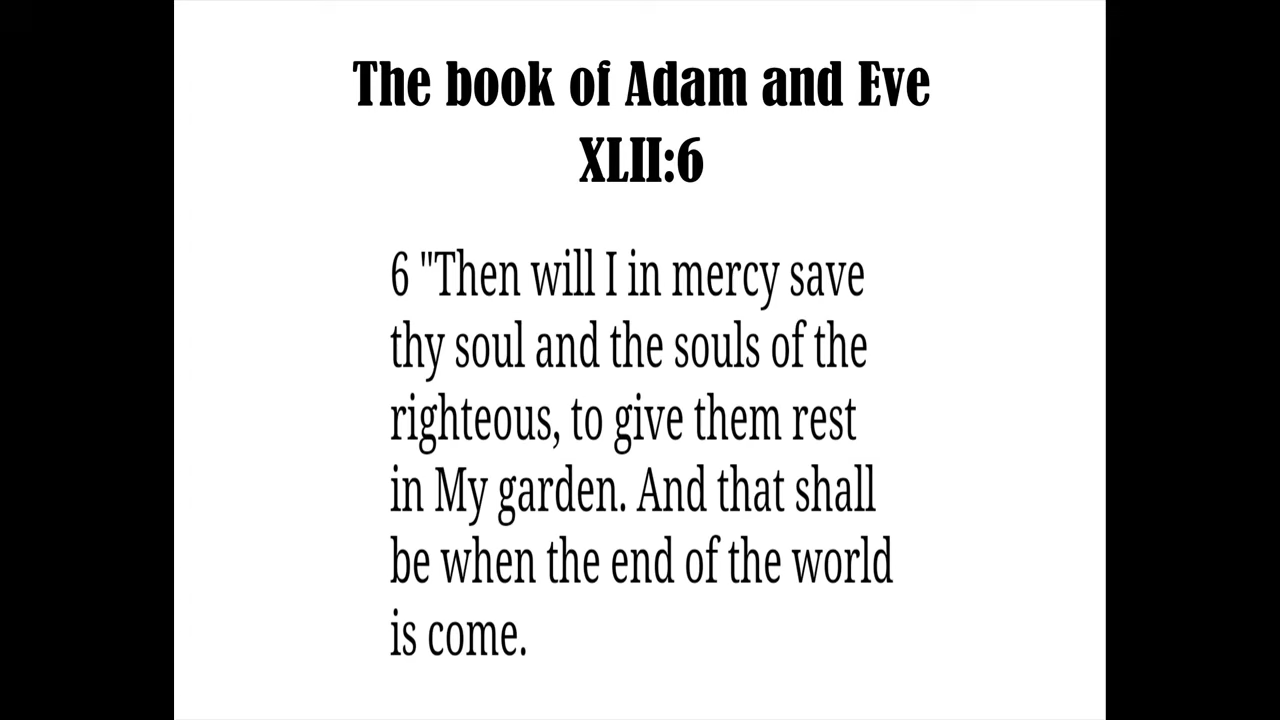 The book of Adam and Eve
XLII:6
6 "Then will I in mercy save
thy soul and the souls of the
righteous, to give them rest
in My garden. And that shall
be when the end of the world
is come.